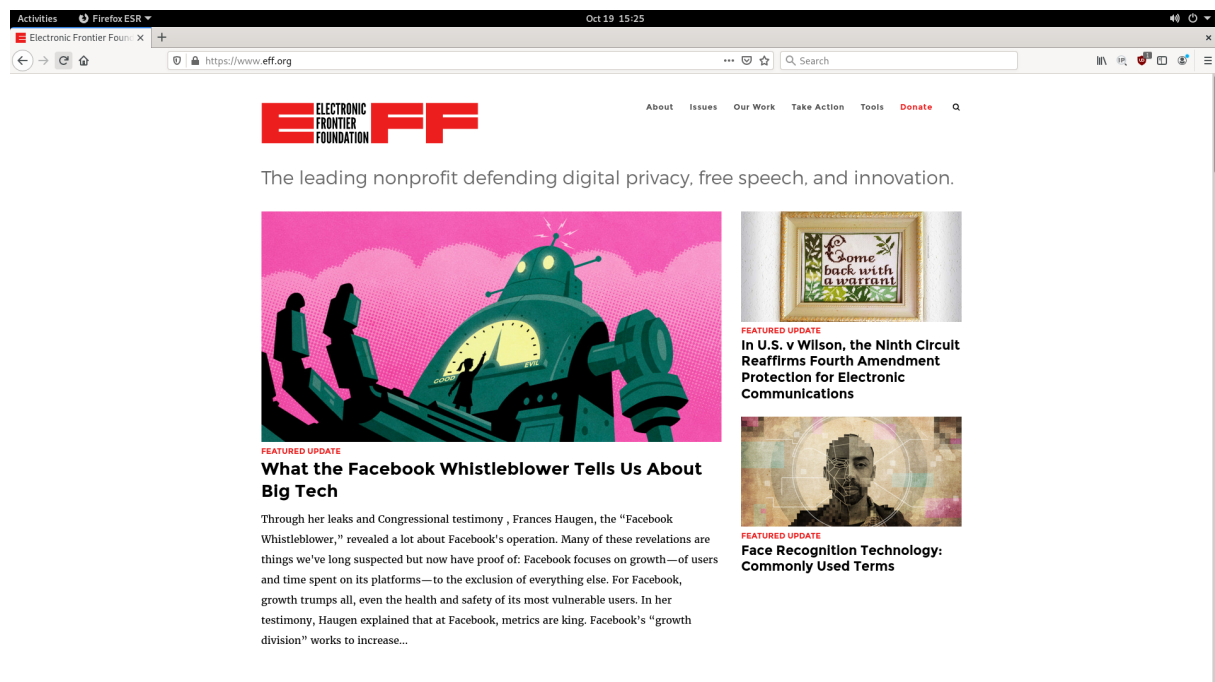 Activities Firefox ESR Oct 19 15:25
Electronic Frontier Found
https://www.eff.org Search
ELECTRONIC
FRONTIER
FOUNDATION
EFF
About Issues Our Work Take Action Tools Donate
The leading nonprofit defending digital privacy, free speech, and innovation.
GOOD EVIL
FEATURED UPDATE
What the Facebook Whistleblower Tells Us About
Big Tech
Through her leaks and Congressional testimony , Frances Haugen, the “Facebook
Whistleblower,” revealed a lot about Facebook's operation. Many of these revelations are
things we've long suspected but now have proof of: Facebook focuses on growth—of users
and time spent on its platforms—to the exclusion of everything else. For Facebook,
growth trumps all, even the health and safety of its most vulnerable users. In her
testimony, Haugen explained that at Facebook, metrics are king. Facebook’s “growth
division” works to increase...
Come
back with
a warrant
FEATURED UPDATE
In U.S. v Wilson, the Ninth Circuit
Reaffirms Fourth Amendment
Protection for Electronic
Communications
FEATURED UPDATE
Face Recognition Technology:
Commonly Used Terms